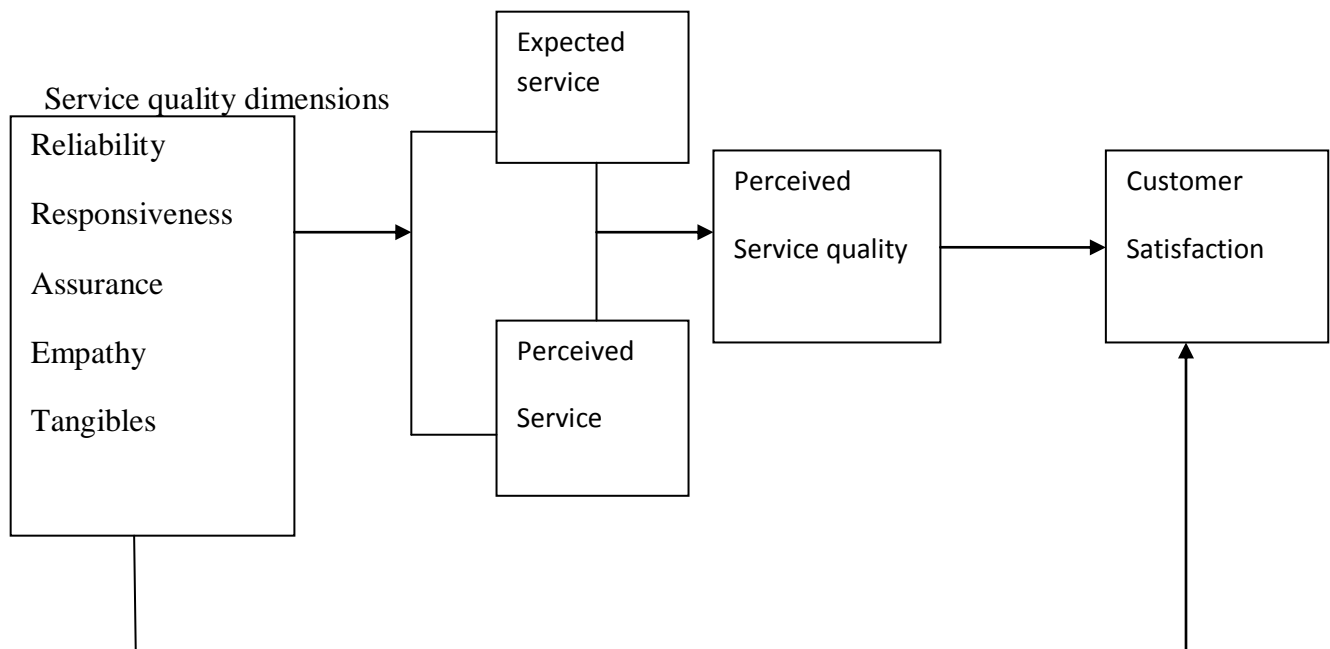 Service quality dimensions
Reliability
Responsiveness
Assurance
Empathy
Tangibles
Expected
service
Perceived
Service
Perceived
Service quality
Customer
Satisfaction